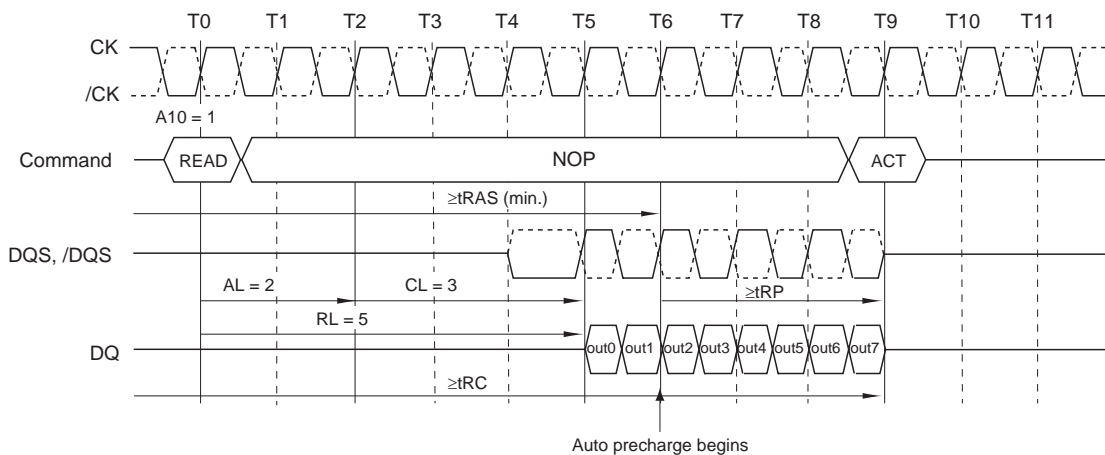 T0 T1 T2 T3 T4 T5 T6 T7 T8 T9 T10 T11
CK
/CK
A10 = 1
Command READ NOP ACT
≥tRAS (min.)
DQS, /DQS
AL = 2 CL = 3 ≥tRP
RL = 5
DQ out0 out1 out2 out3 out4 out5 out6 out7
≥tRC
Auto precharge begins